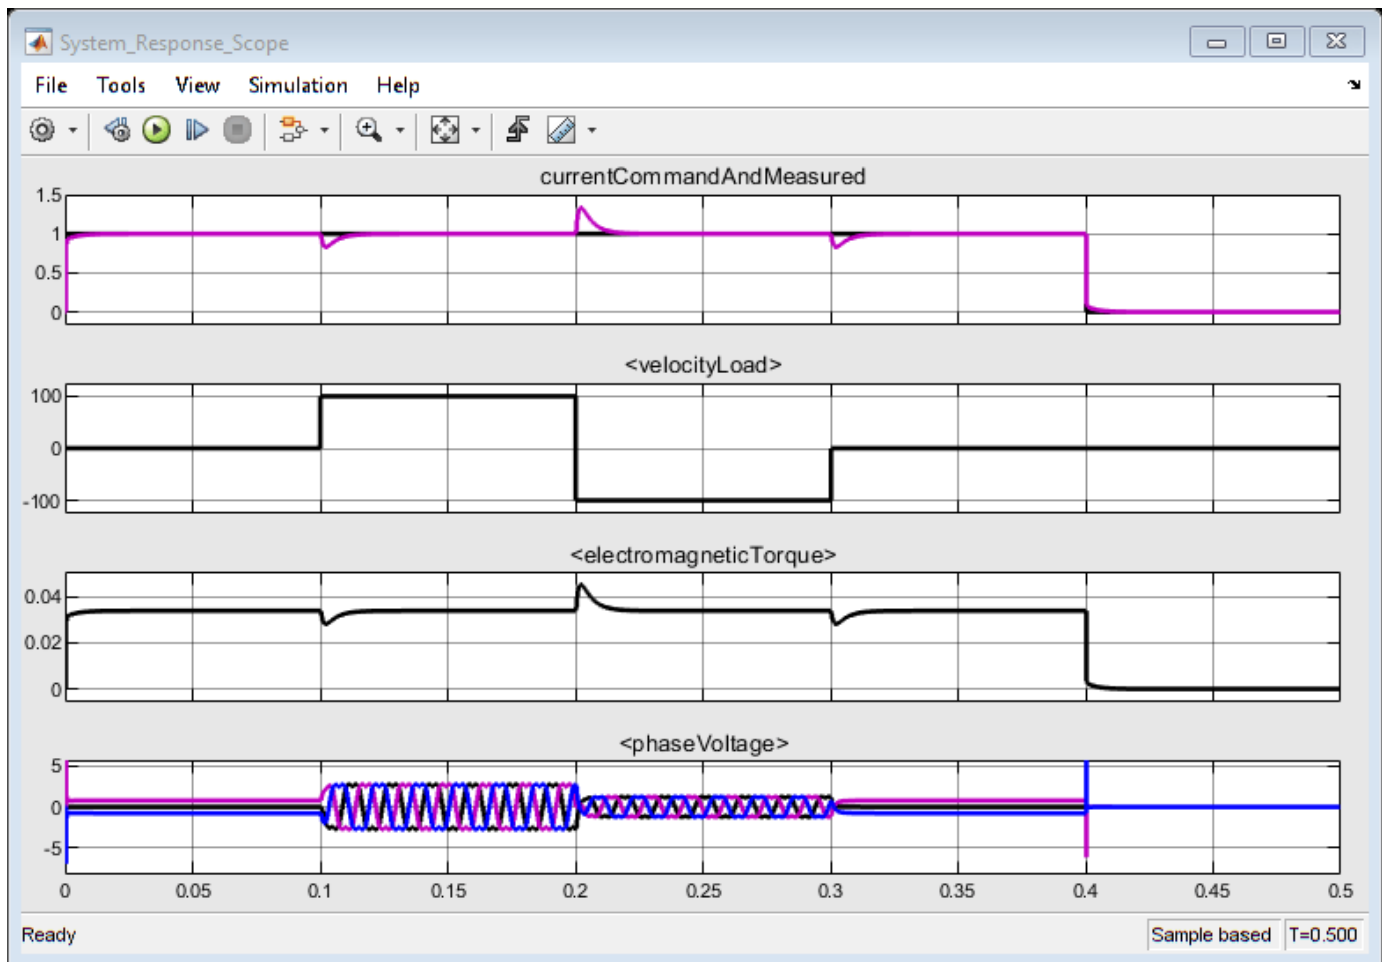 System_Response_Scope
File Tools View Simulation Help
currentCommandAndMeasured
1.5
1
0.5
0
<velocityLoad>
100
0
-100
<electromagneticTorque>
0.04
0.02
0
<phaseVoltage>
5
0
-5
0 0.05 0.1 0.15 0.2 0.25 0.3 0.35 0.4 0.45 0.5
Ready Sample based T=0.500